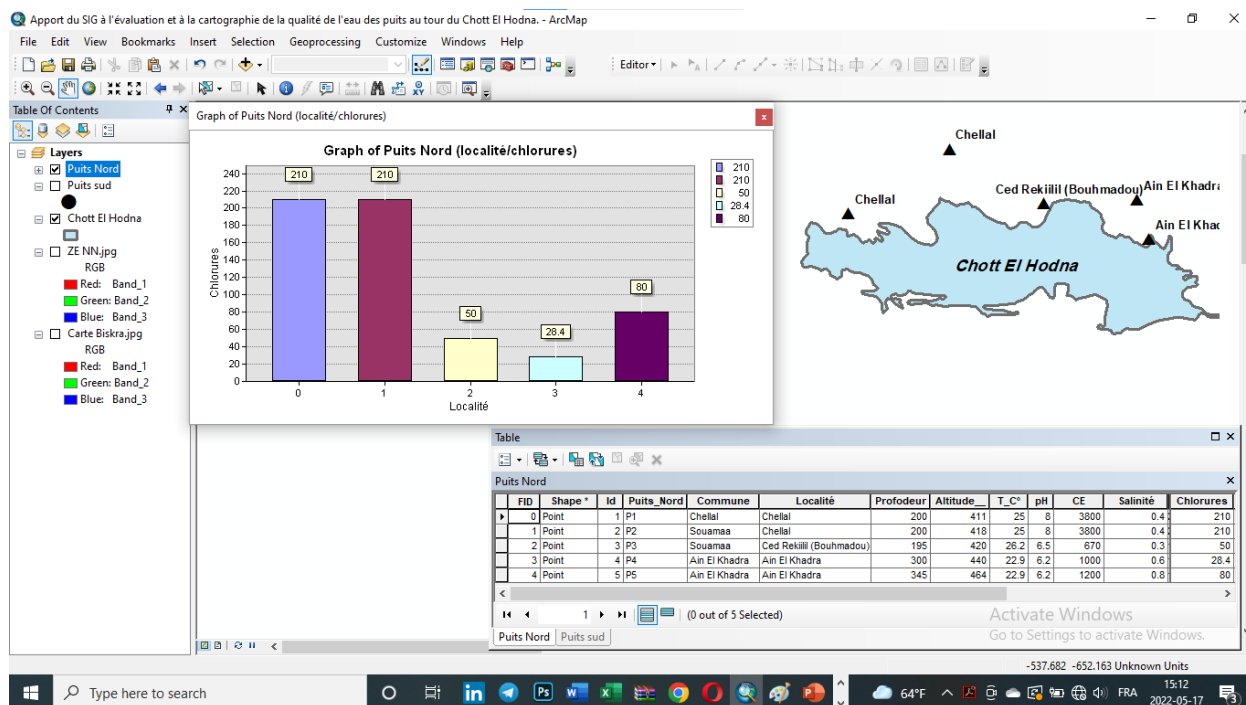 Apport du SIG à l'évaluation et à la cartographie de la qualité de l'eau des puits au tour du Chott El Hodna. - ArcMap
File Edit View Bookmarks Insert Selection Geoprocessing Customize Windows Help
Editor
Table Of Contents
Layers
Puits Nord
Puits sud
Chott El Hodna
ZE NN.jpg
RGB
Red: Band_1
Green: Band_2
Blue: Band_3
Carte Biskra.jpg
RGB
Red: Band_1
Green: Band_2
Blue: Band_3
Graph of Puits Nord (localité/chlorures)
Graph of Puits Nord (localité/chlorures)
240
220
200
180
160
140
120
100
80
60
40
20
0
Chlorures
210
210
50
28.4
80
0 1 2 3 4
Localité
210
210
50
28.4
80
Chellal
Chellal
Ced Rekiilil (Bouhmadou)
Ain El Khadra
Ain El Khad
Chott El Hodna
Table
Puits Nord
FID Shape * Id Puits_Nord Commune Localité Profodeur Altitude__ T_C° pH CE Salinité Chlorures
0 Point 1 P1 Chellal Chellal 200 411 25 8 3800 0.4 210
1 Point 2 P2 Souamaa Chellal 200 418 25 8 3800 0.4 210
2 Point 3 P3 Souamaa Ced Rekiilil (Bouhmadou) 195 420 26.2 6.5 670 0.3 50
3 Point 4 P4 Ain El Khadra Ain El Khadra 300 440 22.9 6.2 1000 0.6 28.4
4 Point 5 P5 Ain El Khadra Ain El Khadra 345 464 22.9 6.2 1200 0.8 80
1 (0 out of 5 Selected)
Puits Nord Puits sud
Activate Windows
Go to Settings to activate Windows.
-537.682 -652.163 Unknown Units
Type here to search
64°F
FRA
15:12
2022-05-17
3